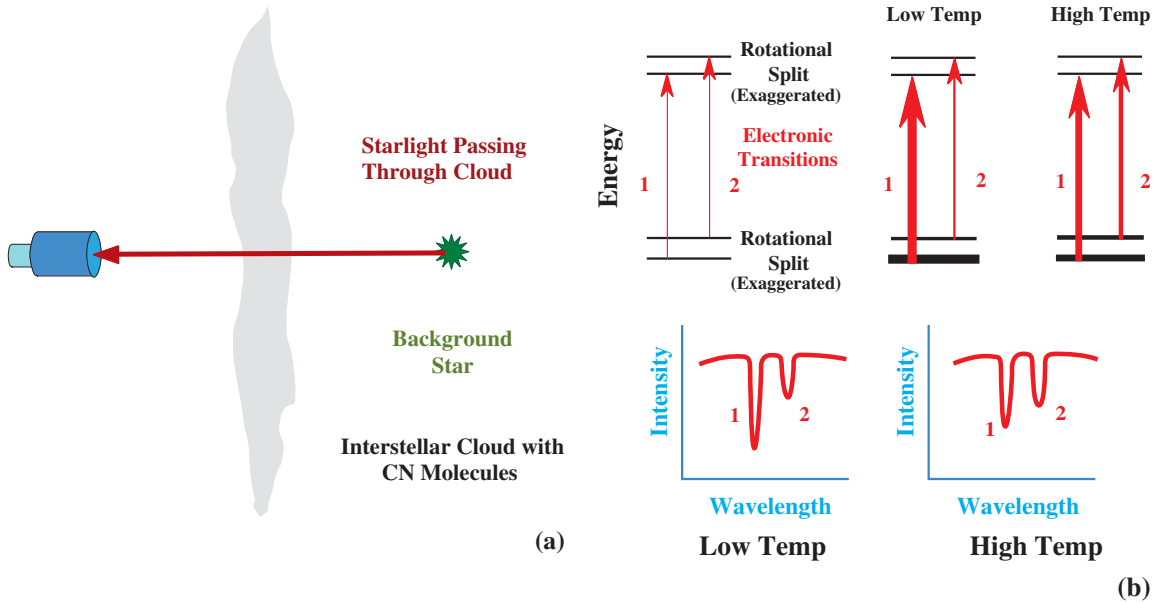 Starlight Passing
Through Cloud
Background
Star
Interstellar Cloud with
CN Molecules
(a)
Low Temp
High Temp
Rotational
Split
(Exaggerated)
Energy
Electronic
Transitions
1
2
1
2
1
2
Rotational
Split
(Exaggerated)
Intensity
1
2
Wavelength
Low Temp
Intensity
1
2
Wavelength
High Temp
(b)